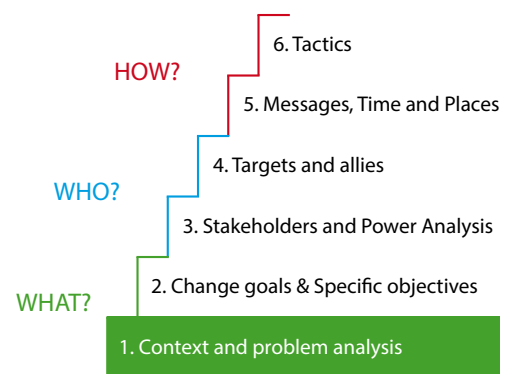 6. Tactics
HOW?
5. Messages, Time and Places
4. Targets and allies
WHO?
3. Stakeholders and Power Analysis
2. Change goals & Specific objectives
WHAT?
1. Context and problem analysis